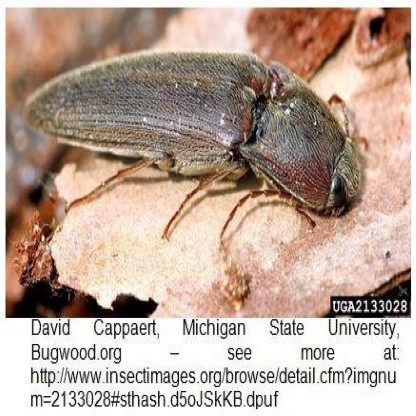 UGA2133028
David Cappaert, Michigan State University,
Bugwood.org – see more at:
http://www.insectimages.org/browse/detail.cfm?imgnu
m=2133028#sthash.d5oJSkKB.dpuf